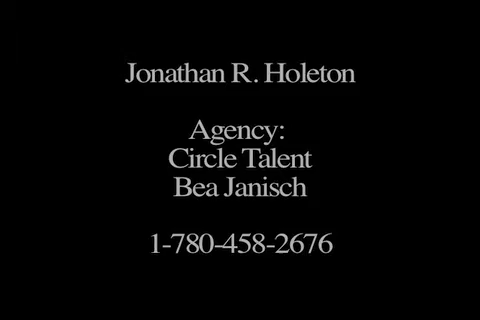 Jonathan R. Holeton
Agency:
Circle Talent
Bea Janisch
1-780-458-2676